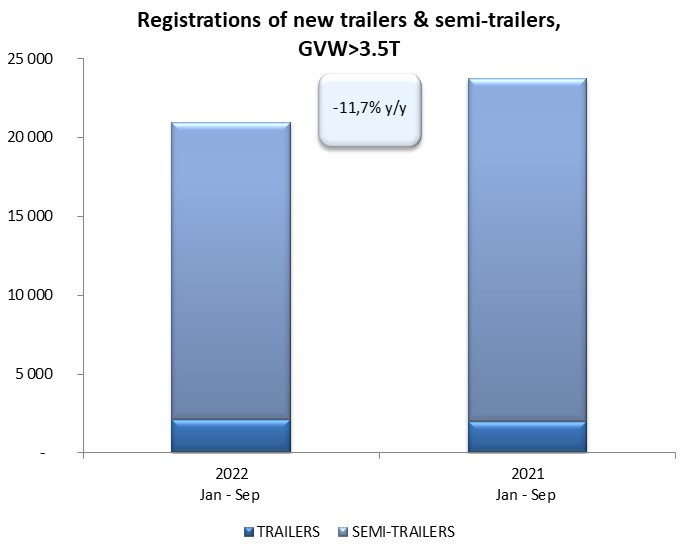 Registrations of new trailers & semi-trailers,
GVW>3.5T
25 000
20 000
15 000
10 000
5 000
-
-11,7% y/y
2022
Jan - Sep
2021
Jan - Sep
TRAILERS
SEMI-TRAILERS